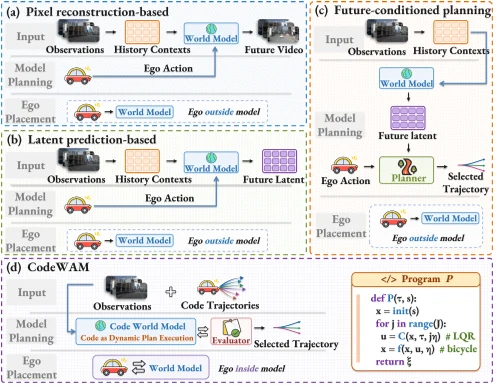 (a) Pixel reconstruction-based
Input
Observations
History Contexts
World Model
Future Video
Model
Planning
Ego Action
Ego
Placement
World Model
Ego outside model
(b) Latent prediction-based
Input
Observations
History Contexts
World Model
Future Latent
Model
Planning
Ego Action
Ego
Placement
World Model
Ego outside model
(c) Future-conditioned planning
Input
Observations
History Contexts
World Model
Model
Planning
Future latent
Ego Action
Planner
Selected
Trajectory
Ego
Placement
World Model
Ego outside model
(d) CodeWAM
Input
Observations
+
Code Trajectories
Model
Planning
Code World Model
Code as Dynamic Plan Execution
Evaluator
Selected Trajectory
Ego
Placement
World Model
Ego inside model
</> Program P
def P(τ, s):
x = init(s)
for j in range(J):
u = C(x, τ, jη) # LQR
x = f(x, u, η) # bicycle
return ξ